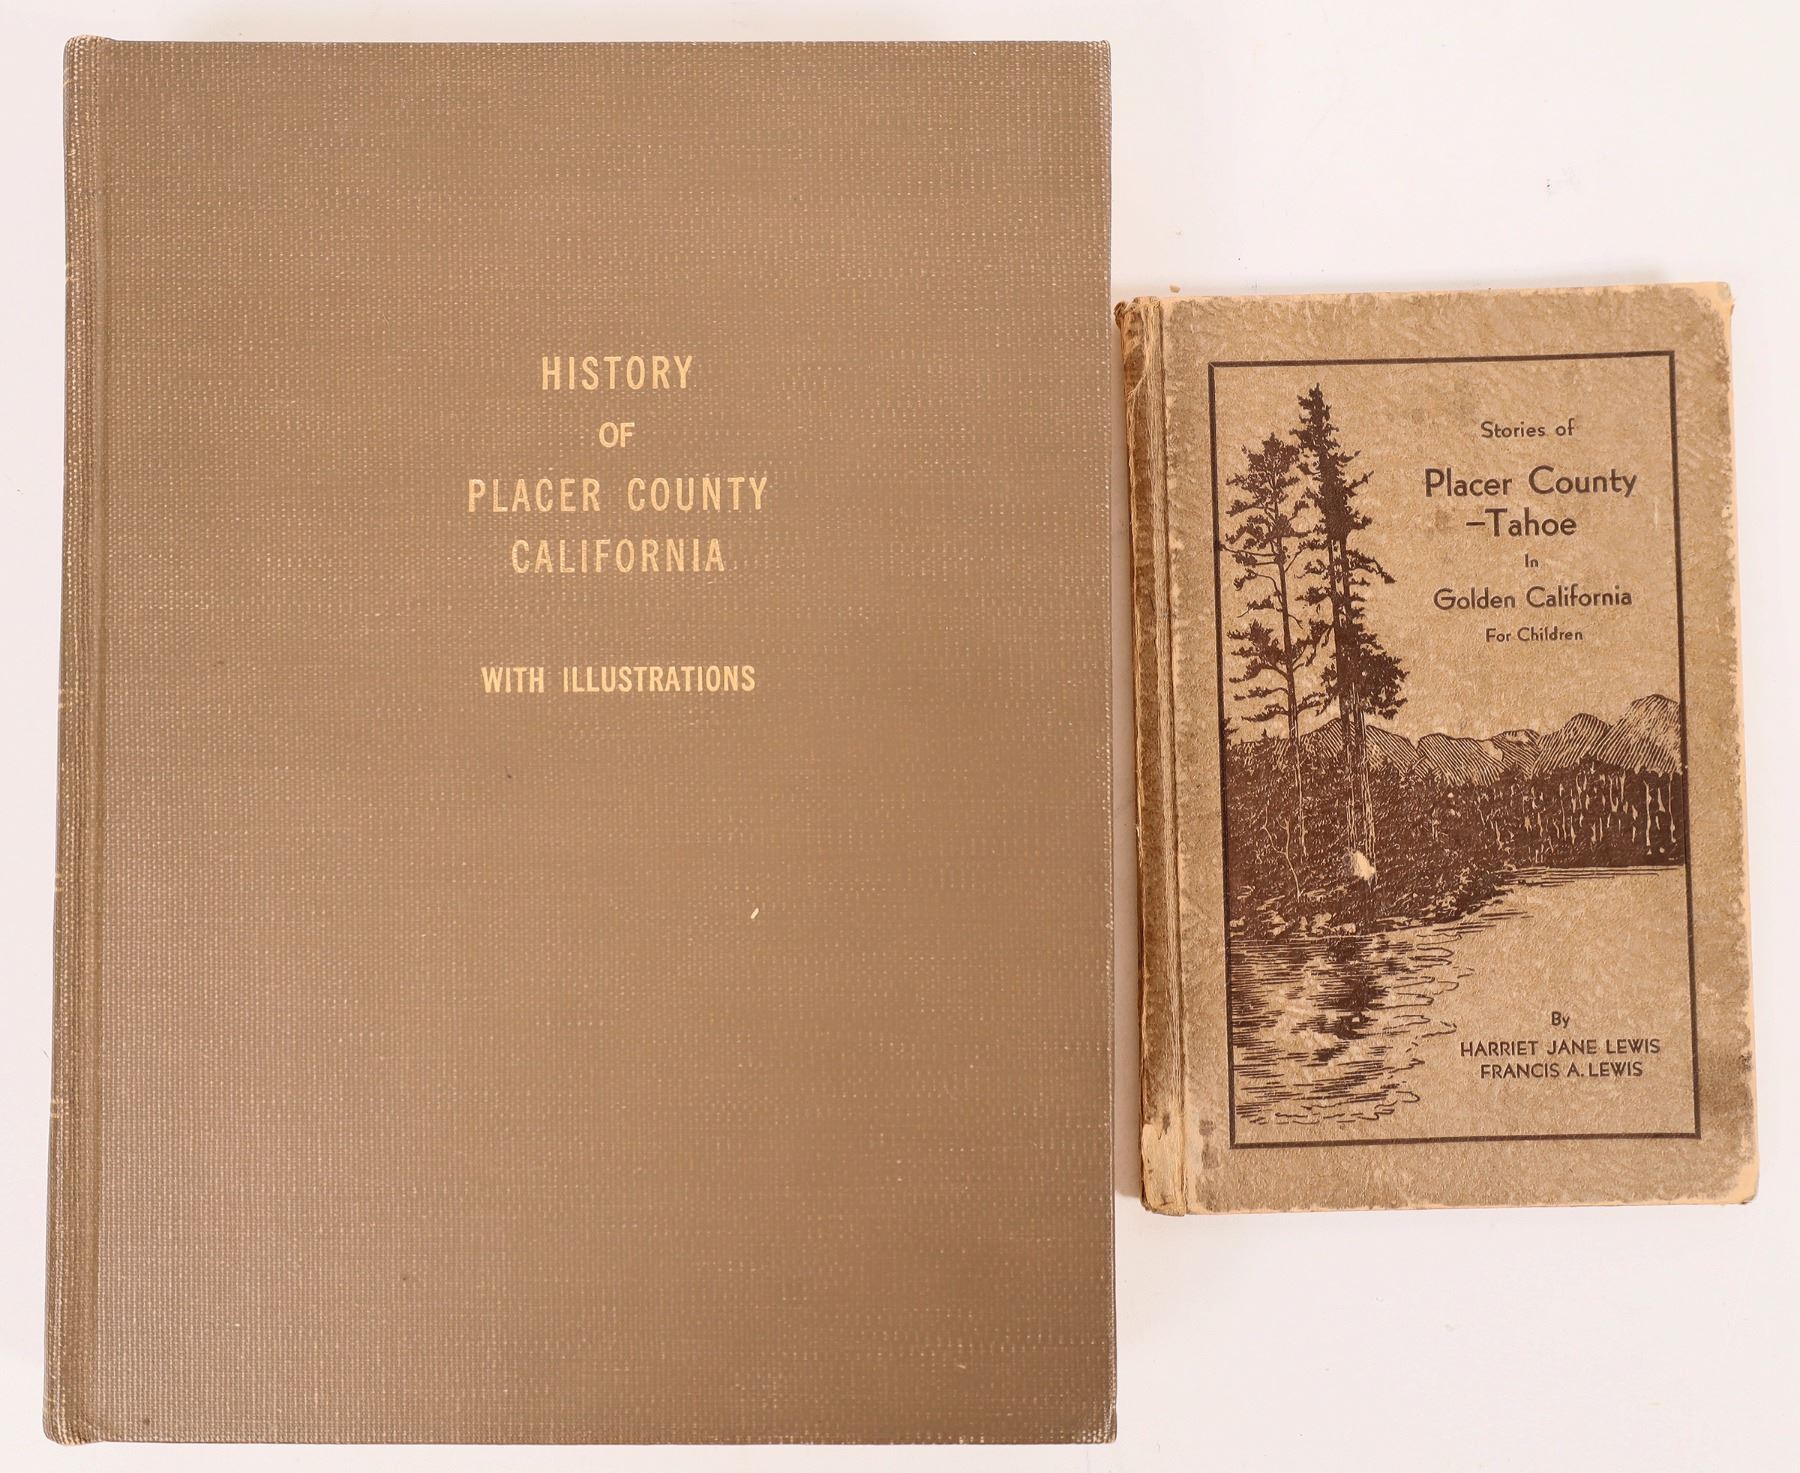 HISTORY
OF
PLACER COUNTY
CALIFORNIA
WITH ILLUSTRATIONS
Stories of
Placer County
–Tahoe
In
Golden California
For Children
By
HARRIET JANE LEWIS
FRANCIS A. LEWIS